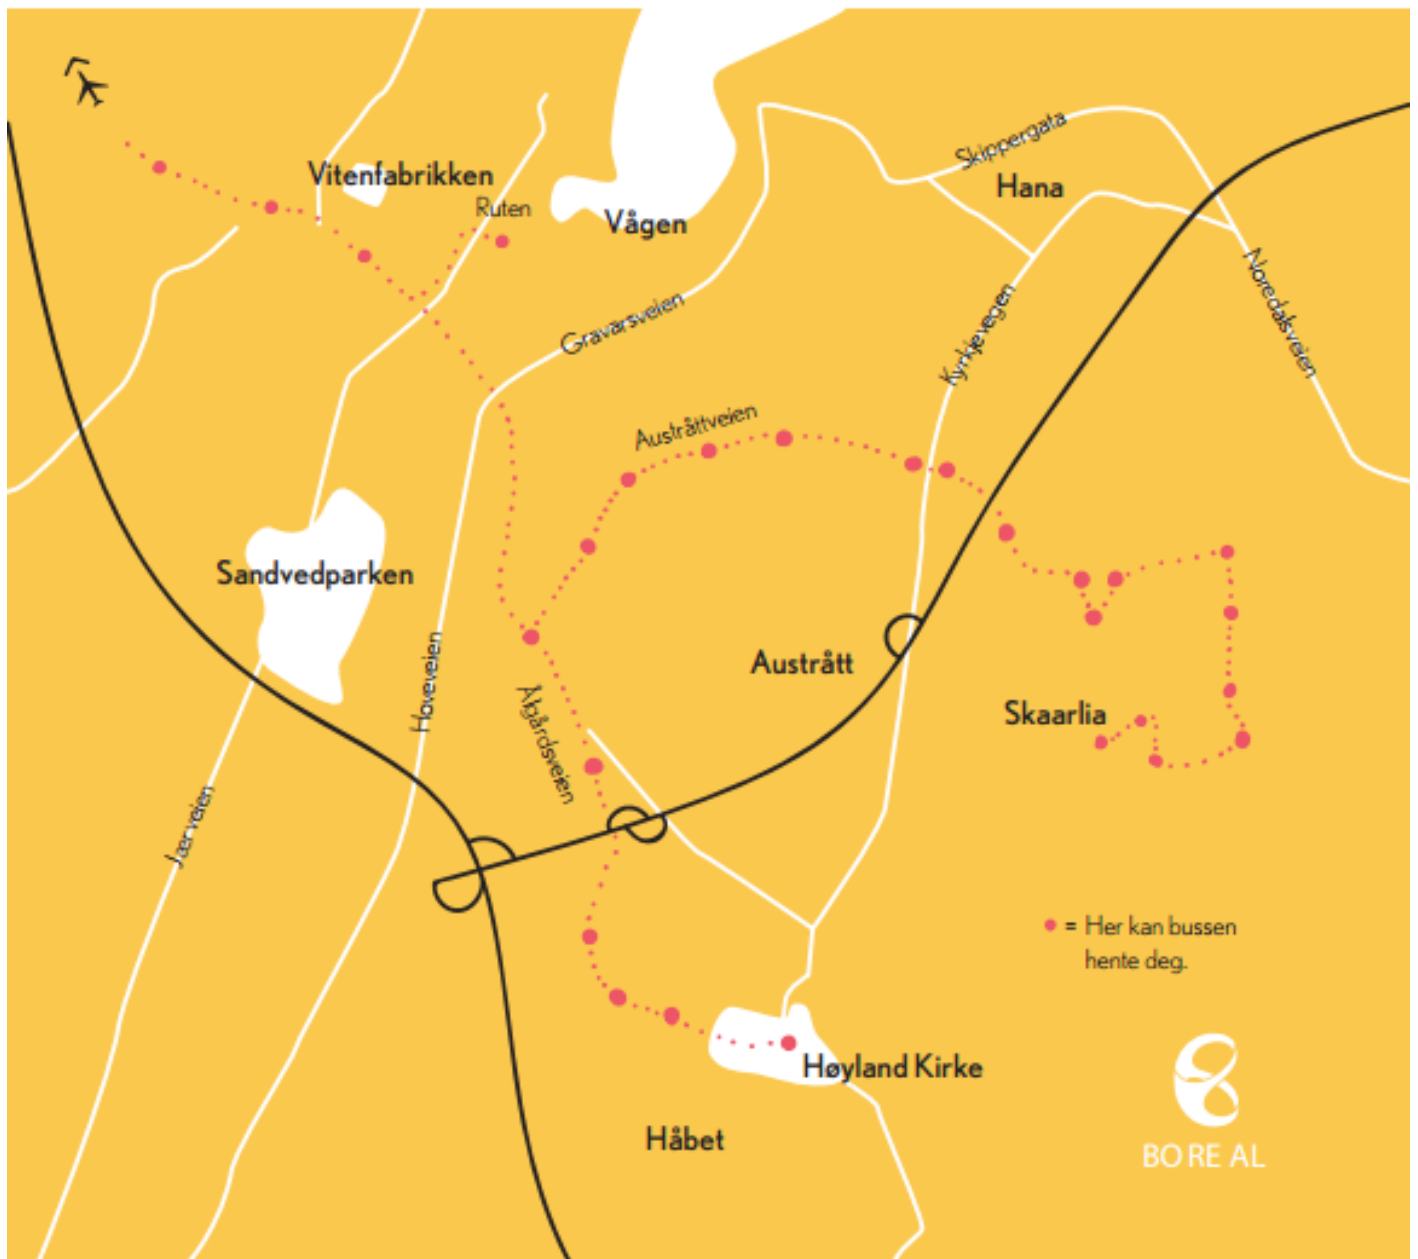 Vitenfabrikken
Ruten
Vågen
Skippergata
Hana
Gravarsveien
Kyrkjevegen
Noredalsveien
Austråttveien
Sandvedparken
Hoveveien
Austrått
Ålgårdsveien
Skaarlia
Jærveien
= Her kan bussen
hente deg.
Høyland Kirke
Håbet
BOREAL